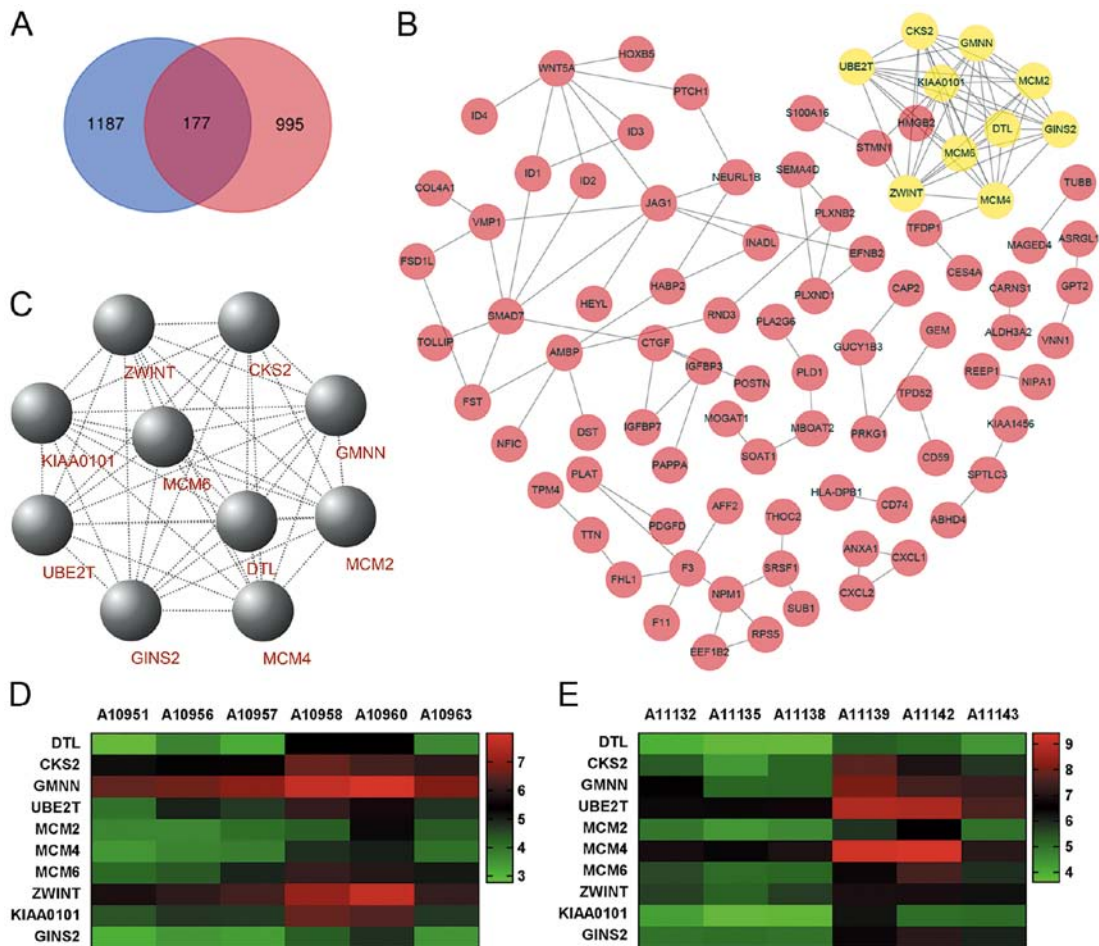 A
1187
177
995
B
CKS2
GMNN
UBE2T
KIAA0101
MCM2
HOXB5
WNT5A
PTCH1
ID4
S100A16
HMGB2
DTL
GINS2
ID3
STMN1
MCM6
ID1
ID2
NEURL1B
SEMA4D
ZWINT
MCM4
TUBB
COL4A1
VMP1
JAG1
PLXNB2
TFDP1
MAGED4
ASRGL1
FSD1L
INADL
EFNB2
CES4A
CARNS1
GPT2
HEYL
HABP2
PLXND1
CAP2
SMAD7
RND3
PLA2G6
GEM
ALDH3A2
VNN1
TOLLIP
AMBP
CTGF
GUCY1B3
IGFBP3
PLD1
REEP1
NIPA1
FST
POSTN
TPD52
MOGAT1
MBOAT2
PRKG1
KIAA1456
NFIC
DST
IGFBP7
SOAT1
CD59
PAPPA
SPTLC3
PLAT
HLA-DPB1
CD74
ABHD4
TPM4
AFF2
THOC2
PDGFD
TTN
ANXA1
CXCL1
FHL1
F3
SRSF1
NPM1
CXCL2
SUB1
F11
RPS5
EEF1B2
C
ZWINT
CKS2
KIAA0101
GMNN
MCM6
UBE2T
DTL
MCM2
GINS2
MCM4
D
A10951 A10956 A10957 A10958 A10960 A10963
DTL
CKS2
GMNN
UBE2T
MCM2
MCM4
MCM6
ZWINT
KIAA0101
GINS2
7
6
5
4
3
E
A11132 A11135 A11138 A11139 A11142 A11143
DTL
CKS2
GMNN
UBE2T
MCM2
MCM4
MCM6
ZWINT
KIAA0101
GINS2
9
8
7
6
5
4